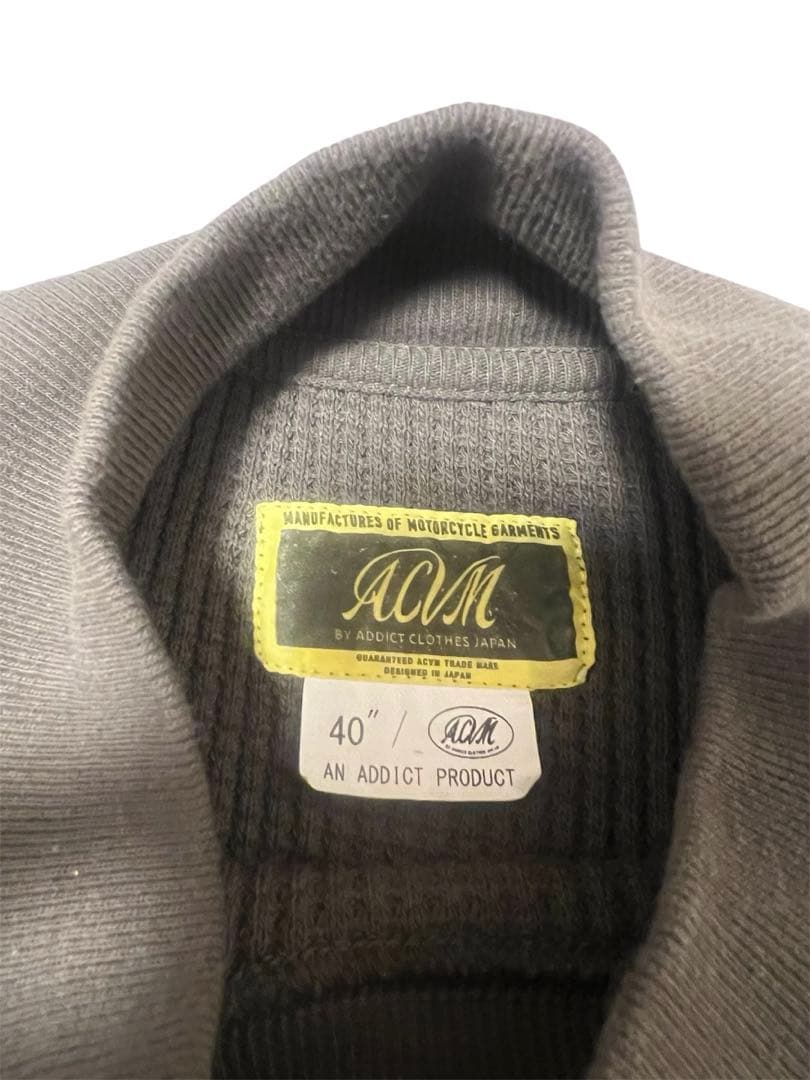 MANUFACTURES OF MOTORCYCLE GARMENTS
ACVM
BY ADDICT CLOTHES JAPAN
GUARANTEED ACVM TRADE MARK
DESIGNED IN JAPAN
40" / ACVM
AN ADDICT PRODUCT